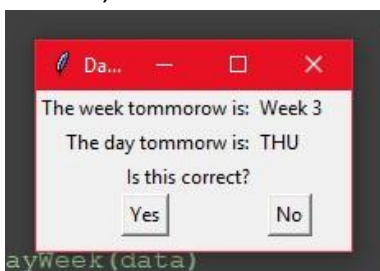 Da...
The week tommorow is: Week 3
The day tommorw is: THU
Is this correct?
Yes No
ayWeek(data)